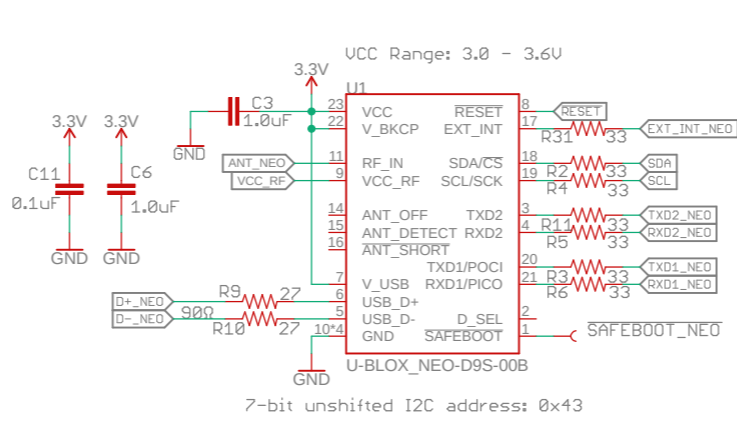 VCC Range: 3.0 - 3.6V
3.3V
U1
C3
1.0uF
GND
3.3V
3.3V
C11
0.1uF
C6
1.0uF
GND
GND
23 VCC
22 V_BKCP
ANT_NEO 11 RF_IN
VCC_RF 9 VCC_RF
14 ANT_OFF
15 ANT_DETECT
16 ANT_SHORT
7 V_USB
D+_NEO R9 27 6 USB_D+
90Ω
D-_NEO R10 27 5 USB_D-
10*4 GND
GND
RESET 8 RESET
EXT_INT 17 R31 33 EXT_INT_NEO
SDA/CS 18 R2 33 SDA
SCL/SCK 19 R4 33 SCL
TXD2 3 R11 33 TXD2_NEO
RXD2 4 R5 33 RXD2_NEO
TXD1/POCI 20 R3 33 TXD1_NEO
RXD1/PICO 21 R6 33 RXD1_NEO
D_SEL 2
SAFEBOOT 1 SAFEBOOT_NEO
U-BLOX_NEO-D9S-00B
7-bit unshifted I2C address: 0x43